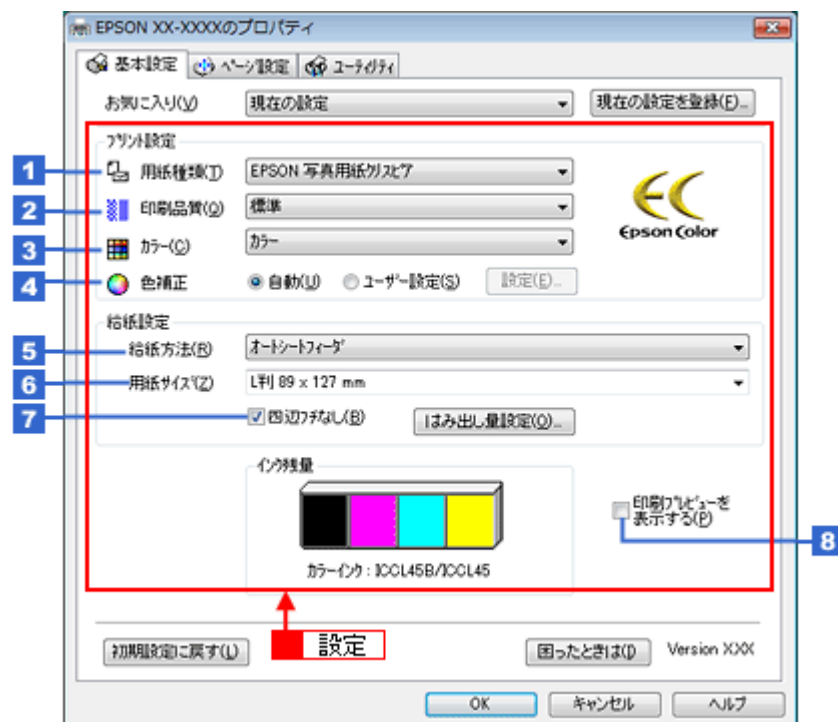 EPSON XX-XXXXのプロパティ
基本設定 ページ設定 ユーティリティ
お気に入り(V) 現在の設定 現在の設定を登録(F)...
プリント設定
1 用紙種類(T) EPSON 写真用紙クリスピア
2 印刷品質(Q) 標準
Epson Color
3 カラー(C) カラー
4 色補正 自動(U) ユーザー設定(S) 設定(E)...
給紙設定
5 給紙方法(R) オートシートフィーダ
6 用紙サイズ(Z) L判 89 x 127 mm
7 四辺フチなし(B) はみ出し量設定(O)...
インク残量
印刷プレビューを
表示する(P)
8
カラーインク : ICCL45B/ICCL45
設定
初期設定に戻す(L) 困ったときは(I) Version X.XX
OK キャンセル ヘルプ